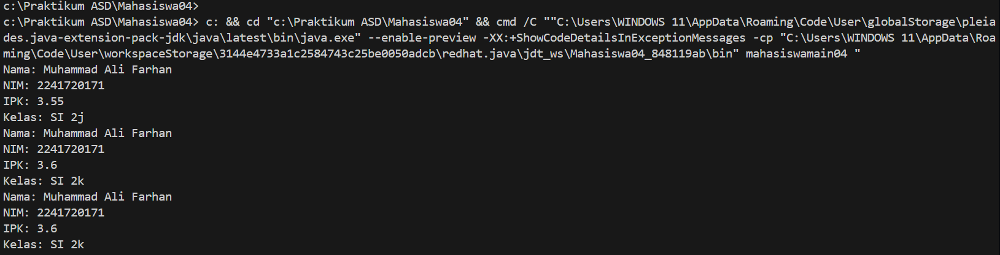 c:\Praktikum ASD\Mahasiswa04>
c:\Praktikum ASD\Mahasiswa04> c: && cd "c:\Praktikum ASD\Mahasiswa04" && cmd /C ""C:\Users\WINDOWS 11\AppData\Roaming\Code\User\globalStorage\pleia
des.java-extension-pack-jdk\java\latest\bin\java.exe" --enable-preview -XX:+ShowCodeDetailsInExceptionMessages -cp "C:\Users\WINDOWS 11\AppData\Roa
ming\Code\User\workspaceStorage\3144e4733a1c2584743c25be0050adcb\redhat.java\jdt_ws\Mahasiswa04_848119ab\bin" mahasiswamain04 "
Nama: Muhammad Ali Farhan
NIM: 2241720171
IPK: 3.55
Kelas: SI 2j
Nama: Muhammad Ali Farhan
NIM: 2241720171
IPK: 3.6
Kelas: SI 2k
Nama: Muhammad Ali Farhan
NIM: 2241720171
IPK: 3.6
Kelas: SI 2k